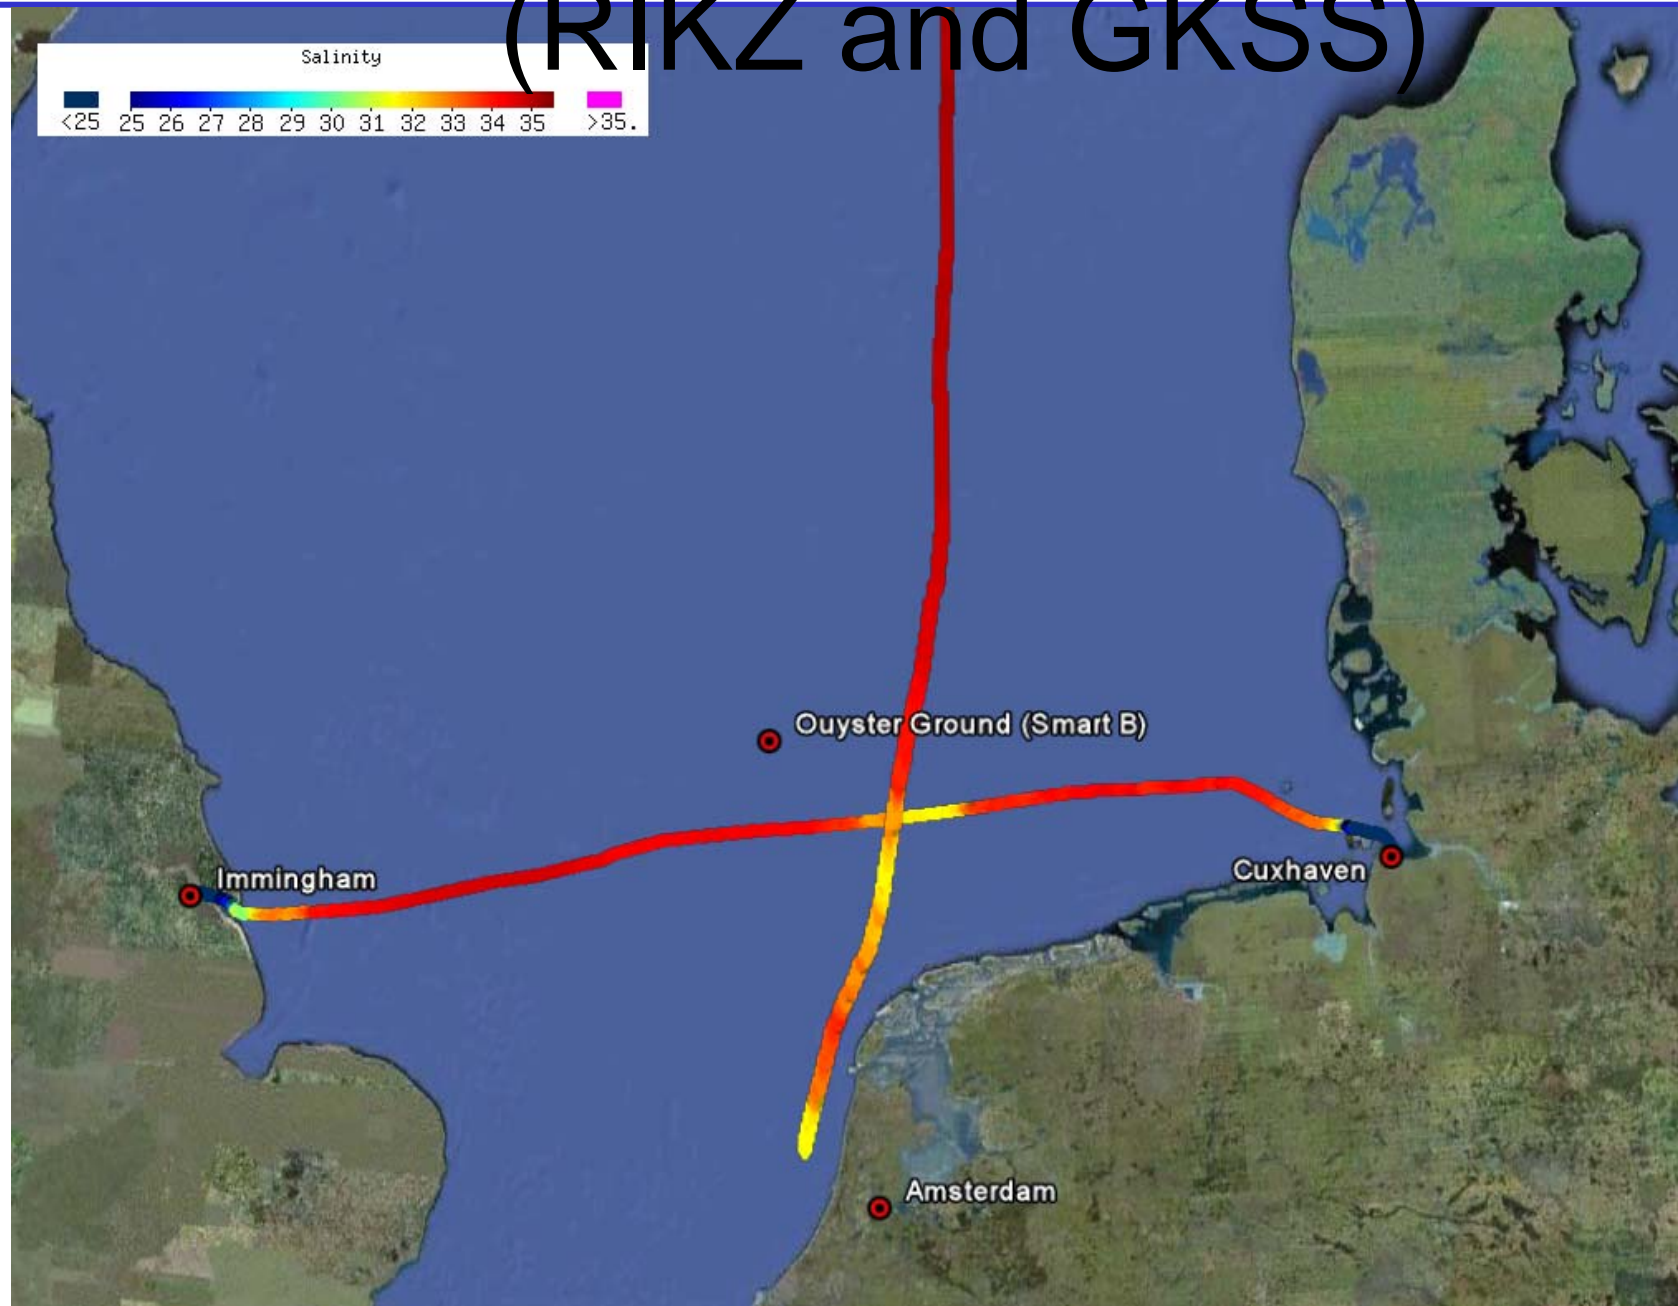 (RIKZ and GKSS)
Salinity
<25 25 26 27 28 29 30 31 32 33 34 35 >35.
Ouyster Ground (Smart B)
Immingham
Cuxhaven
Amsterdam